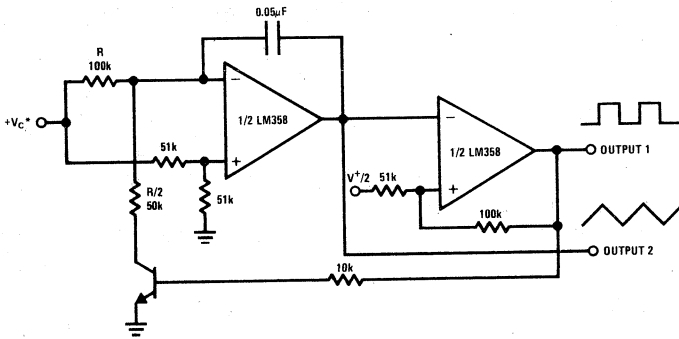 0.05μF
R
100k
−
1/2 LM358
+
+VC*
51k
51k
R/2
50k
−
1/2 LM358
+
V+/2
51k
100k
OUTPUT 1
OUTPUT 2
10k